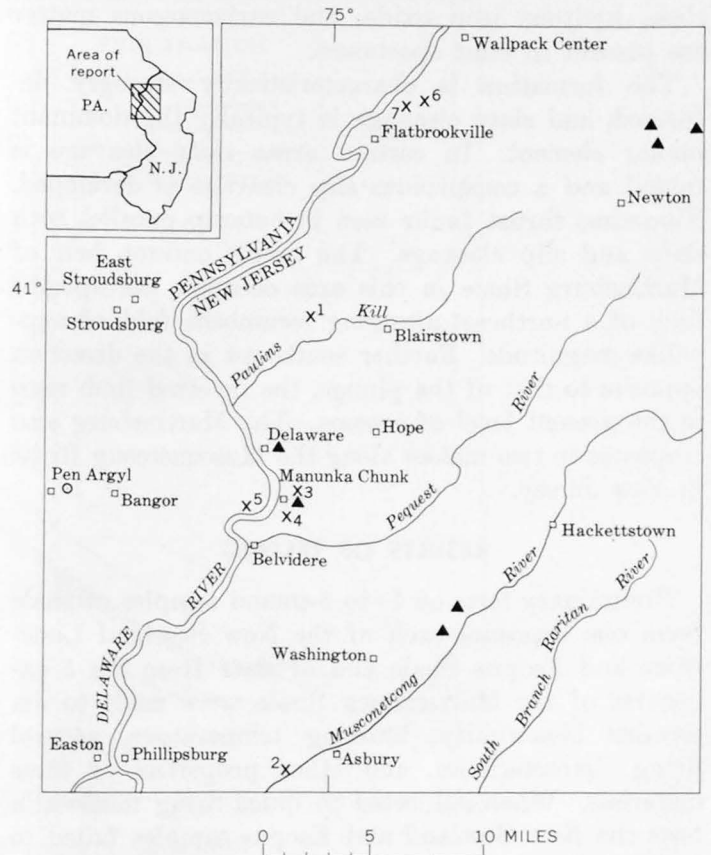 75°
Wallpack Center
Area of
report
PA.
N.J.
7
6
Flatbrookville
Newton
PENNSYLVANIA
NEW JERSEY
East
Stroudsburg
41°
Stroudsburg
1
Paulins Kill
Blairstown
Hope
Delaware
Pen Argyl
Bangor
Manunka Chunk
5
3
4
Pequest River
Belvidere
Hackettstown
DELAWARE RIVER
Washington
Musconetcong River
South Branch Raritan River
Easton
Phillipsburg
2
Asbury
0 5 10 MILES